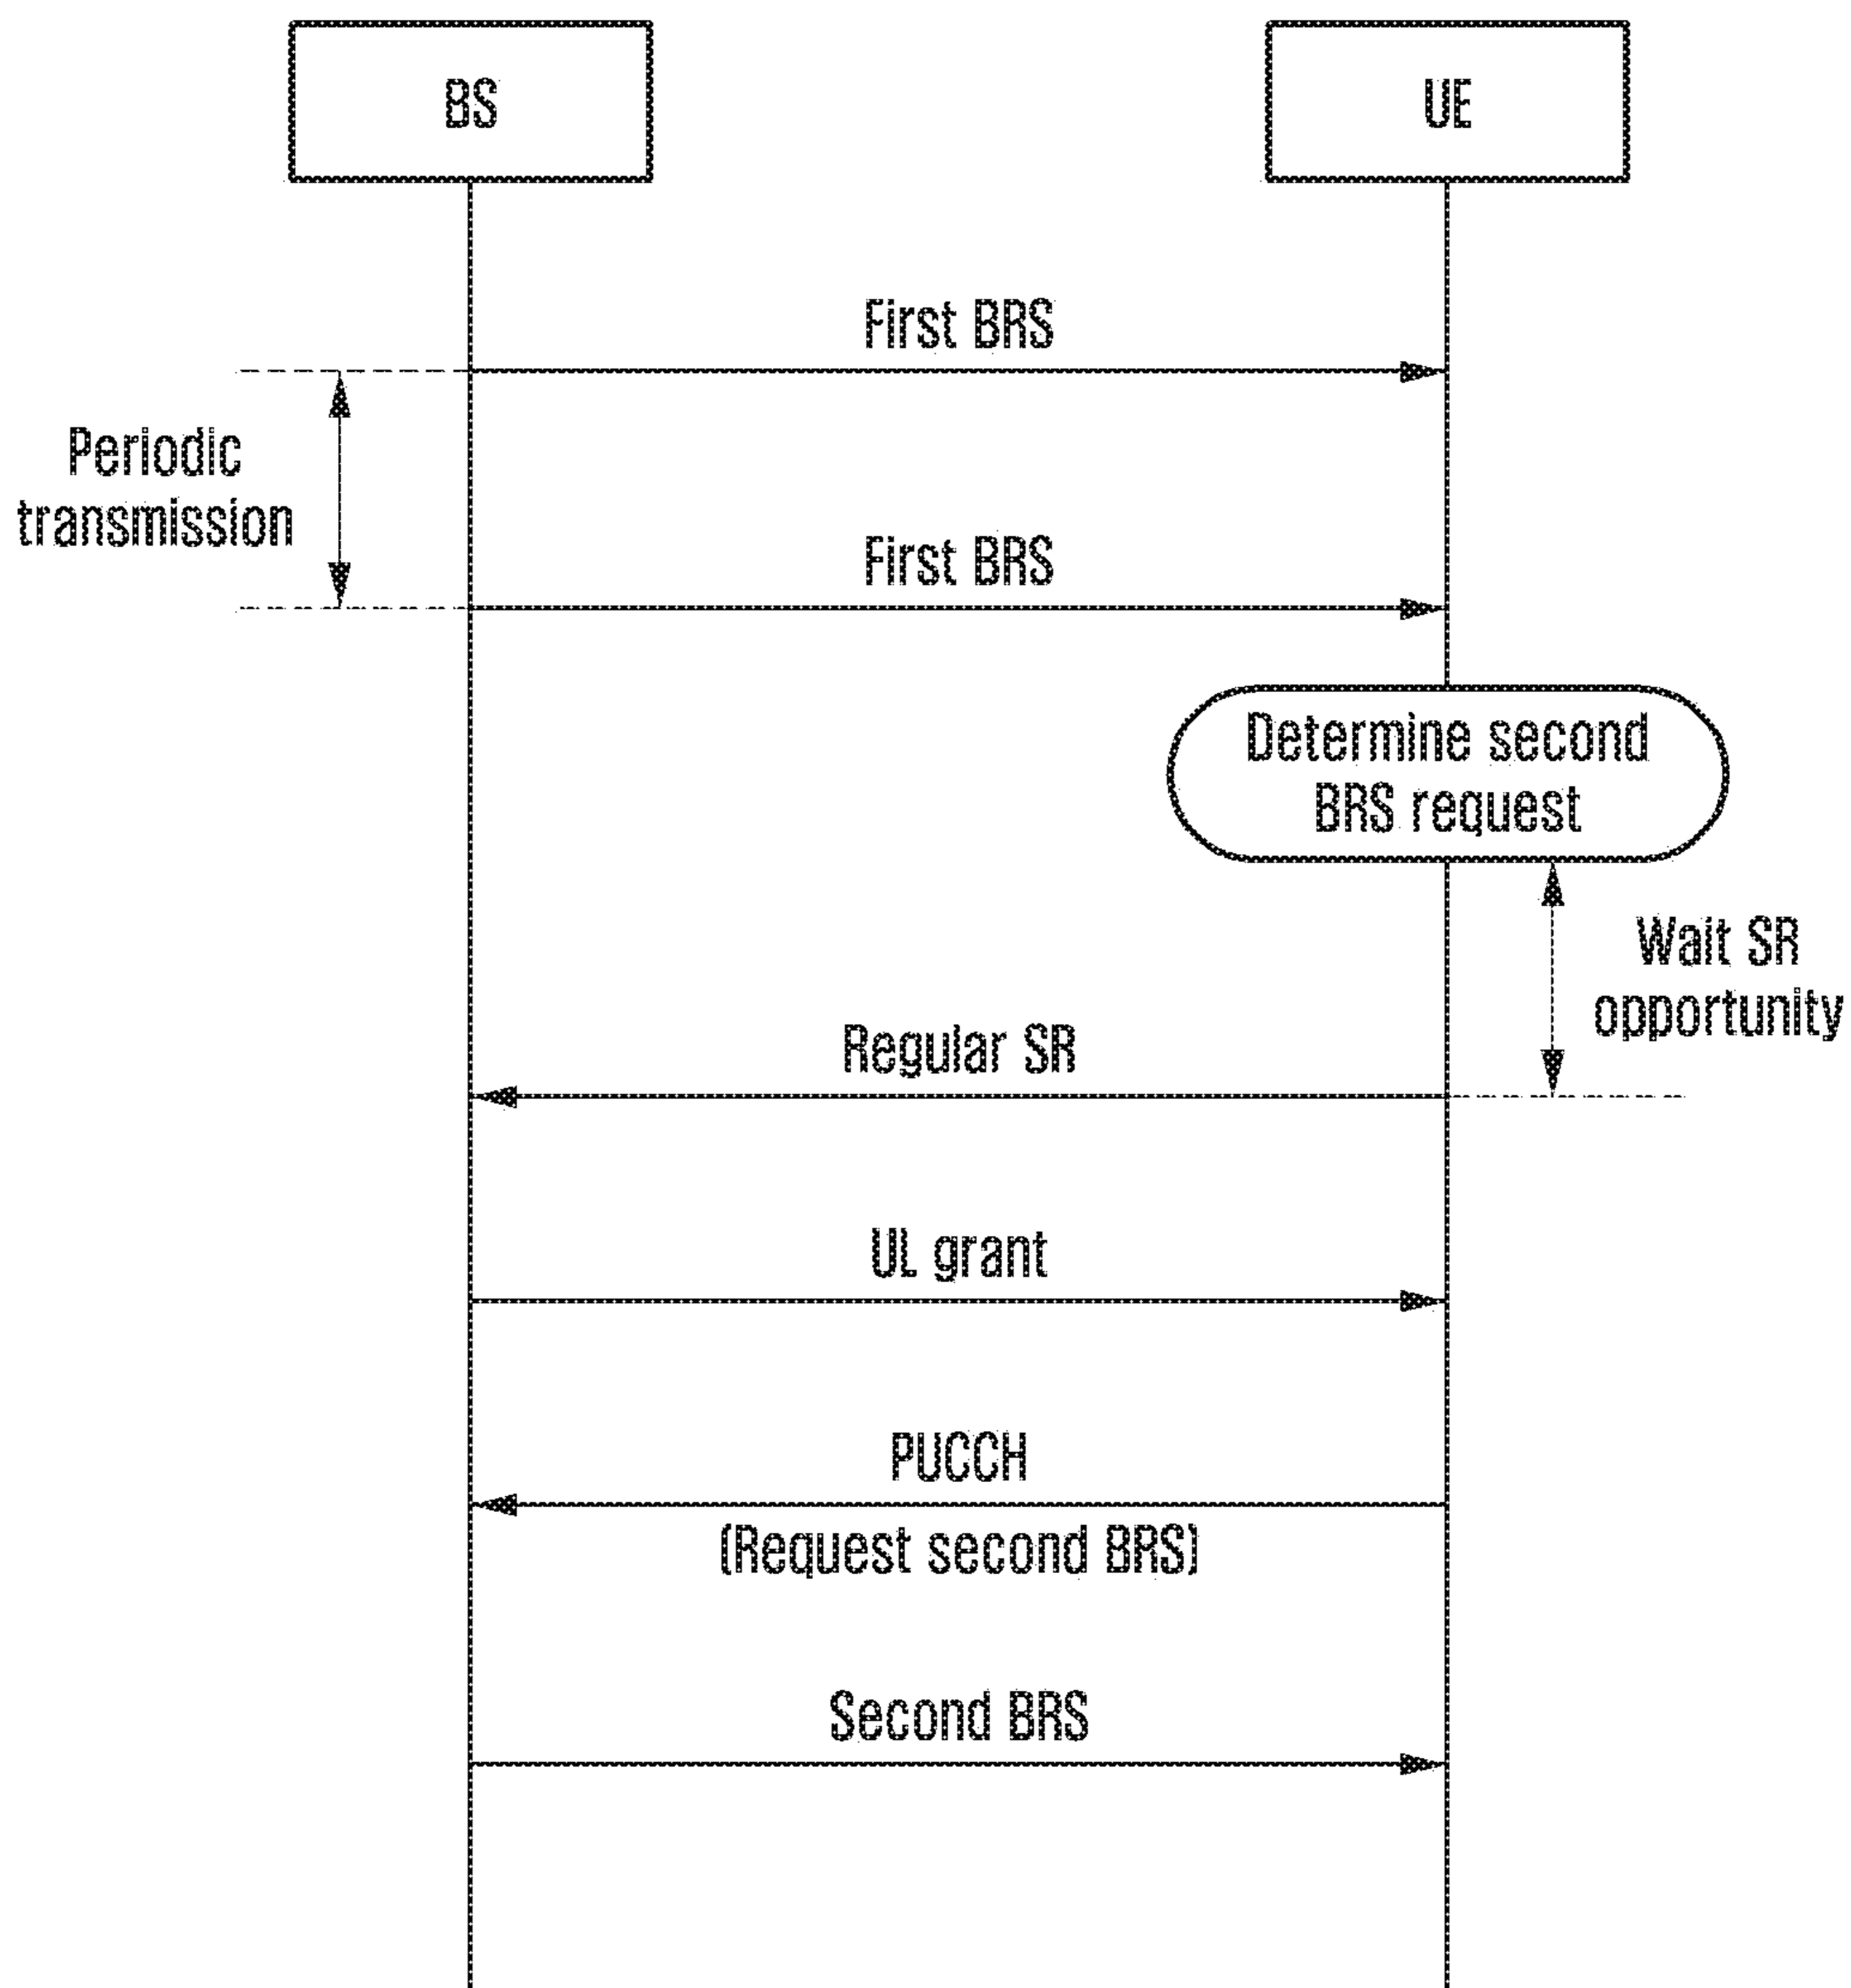 BS
UE
First BRS
Periodic
transmission
First BRS
Determine second
BRS request
Wait SR
opportunity
Regular SR
UL grant
PUCCH
(Request second BRS)
Second BRS